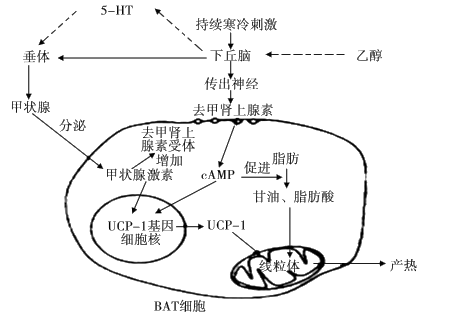 5-HT
持续寒冷刺激
垂体
下丘脑
乙醇
传出神经
甲状腺
去甲肾上腺素
分泌
去甲肾上
腺素受体
增加
脂肪
促进
甲状腺激素
cAMP
甘油、脂肪酸
UCP-1基因
细胞核
UCP-1
线粒体
产热
BAT细胞